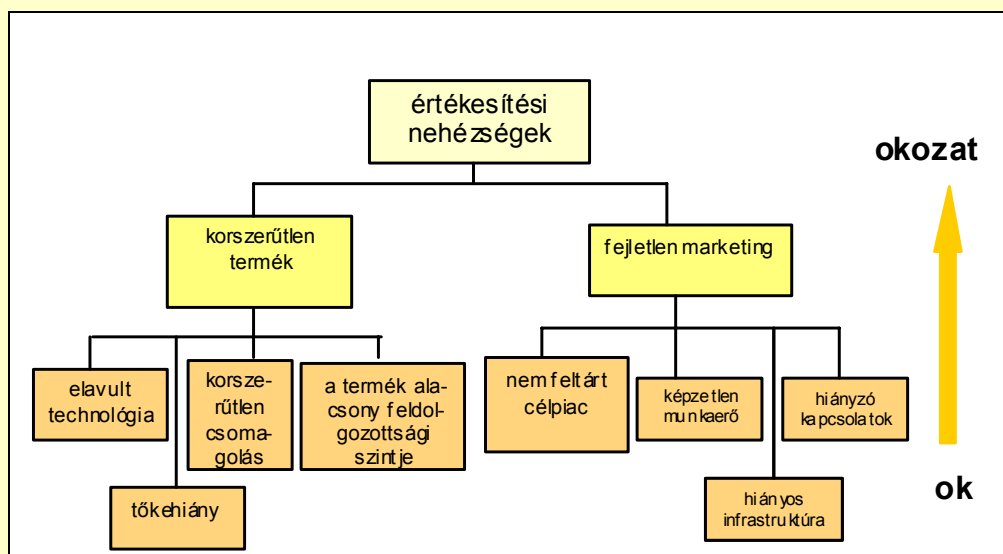 értékesítési
nehézségek
okozat
korszerűtlen
termék
fejletlen marketing
elavult
technológia
korsze-
rűtlen
csoma-
golás
a termék ala-
csony feldol-
gozottsági
szintje
nem feltárt
célpiac
képzetlen
munkaerő
hiányzó
kapcsolatok
tőkehiány
hiányos
infrastruktúra
ok